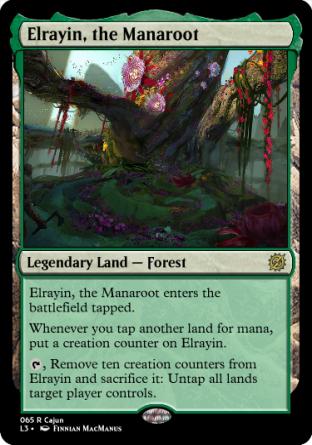 Elrayin, the Manaroot
Legendary Land — Forest
Elrayin, the Manaroot enters the
battlefield tapped.
Whenever you tap another land for mana,
put a creation counter on Elrayin.
, Remove ten creation counters from
Elrayin and sacrifice it: Untap all lands
target player controls.
065 R Cajun
L3 • Finnian MacManus